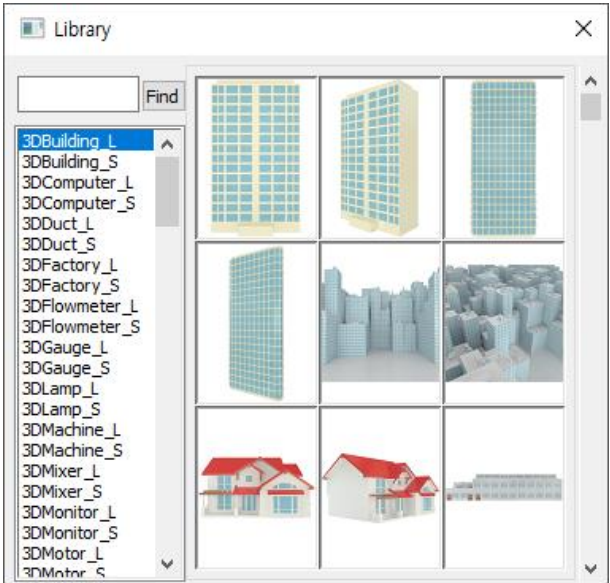 Library
Find
3DBuilding_L
3DBuilding_S
3DComputer_L
3DComputer_S
3DDuct_L
3DDuct_S
3DFactory_L
3DFactory_S
3DFlowmeter_L
3DFlowmeter_S
3DGauge_L
3DGauge_S
3DLamp_L
3DLamp_S
3DMachine_L
3DMachine_S
3DMixer_L
3DMixer_S
3DMonitor_L
3DMonitor_S
3DMotor_L
3DMotor_S